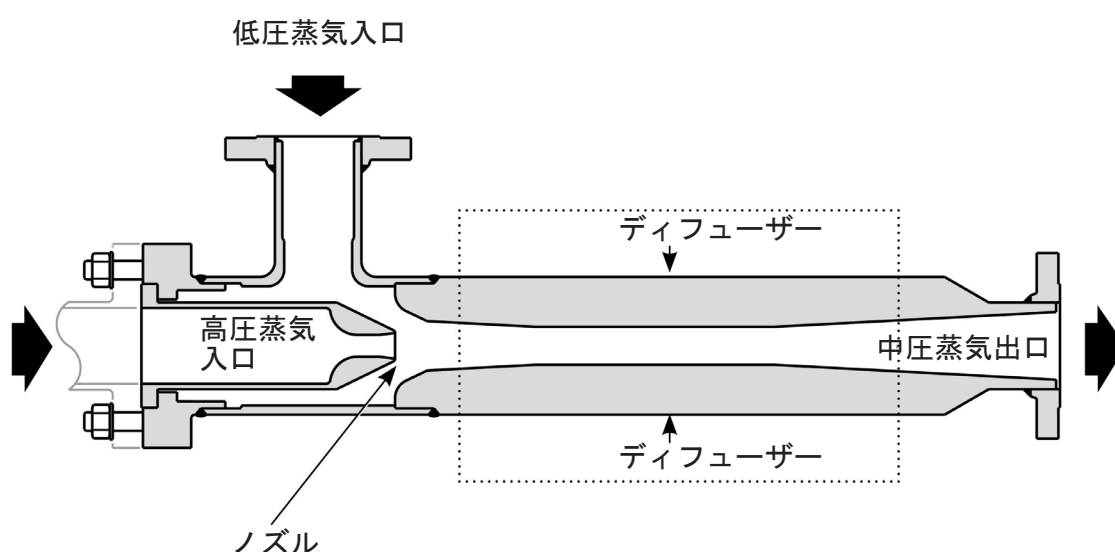 低圧蒸気入口
ディフューザー
高圧蒸気
入口
中圧蒸気出口
ディフューザー
ノズル